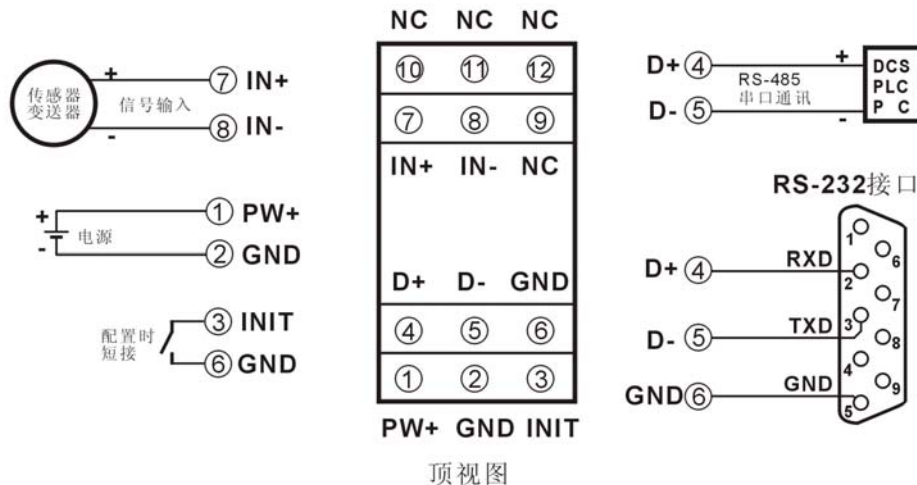 NC NC NC
⑩ ⑪ ⑫
⑦ ⑧ ⑨
IN+ IN- NC
D+ D- GND
④ ⑤ ⑥
① ② ③
PW+ GND INIT
顶视图
传感器
变送器
+
-
信号输入
⑦ IN+
⑧ IN-
+
-
电源
① PW+
② GND
配置时
短接
③ INIT
⑥ GND
D+ ④
D- ⑤
RS-485
串口通讯
+
-
DCS
PLC
P C
RS-232接口
D+ ④ RXD
D- ⑤ TXD
GND ⑥ GND
1
6
2
7
3
8
4
9
5